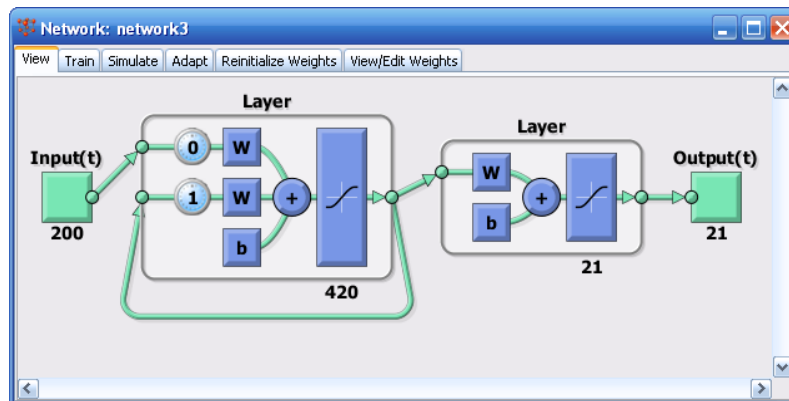 Network: network3
View Train Simulate Adapt Reinitialize Weights View/Edit Weights
Layer
Layer
Input(t)
0 W
1 W
+
b
200
420
W
+
b
21
Output(t)
21